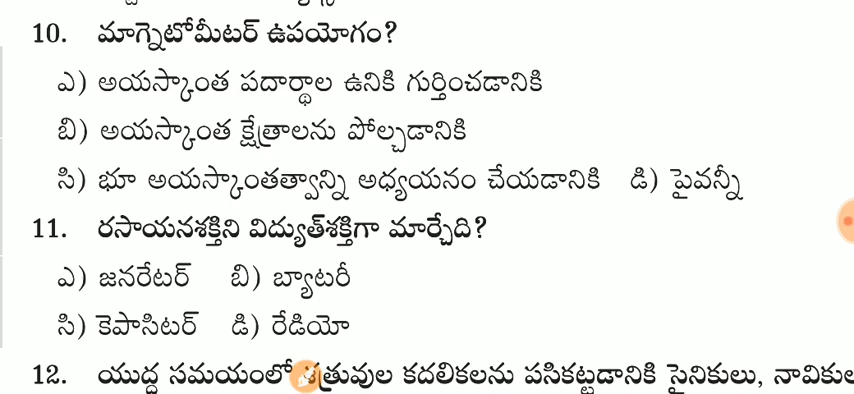 10. మాగ్నెటోమీటర్ ఉపయోగం?
ఎ) అయస్కాంత పదార్థాల ఉనికి గుర్తించడానికి
బి) అయస్కాంత క్షేత్రాలను పోల్చడానికి
సి) భూ అయస్కాంతత్వాన్ని అధ్యయనం చేయడానికి డి) పైవన్నీ
11. రసాయనశక్తిని విద్యుత్‌శక్తిగా మార్చేది?
ఎ) జనరేటర్ బి) బ్యాటరీ
సి) కెపాసిటర్ డి) రేడియో
12. యుద్ధ సమయంలో శత్రువుల కదలికలను పసికట్టడానికి సైనికులు,